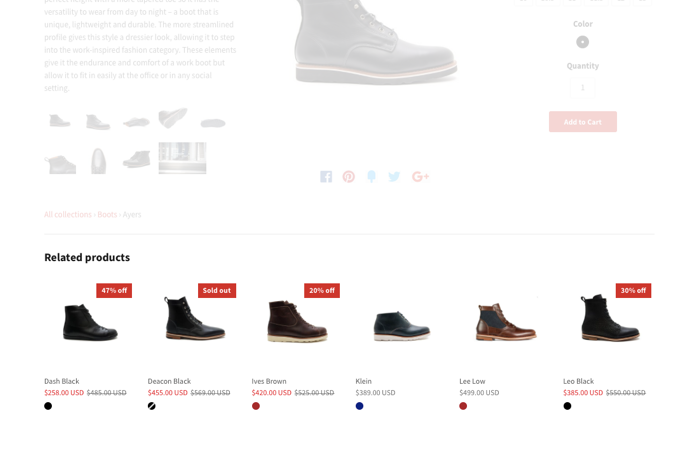 versatility to wear from day to night – a boot that is
unique, lightweight and durable. The more streamlined
profile gives this style a dressier look, allowing it to step
into the work-inspired fashion category. These elements
give it the endurance and comfort of a work boot but
allow it to fit in easily at the office or in any social
setting.
Color
Quantity
1
Add to Cart
All collections › Boots › Ayers
Related products
47% off
Sold out
20% off
30% off
Dash Black
$258.00 USD $485.00 USD
Deacon Black
$455.00 USD $569.00 USD
Ives Brown
$420.00 USD $525.00 USD
Klein
$389.00 USD
Lee Low
$499.00 USD
Leo Black
$385.00 USD $550.00 USD